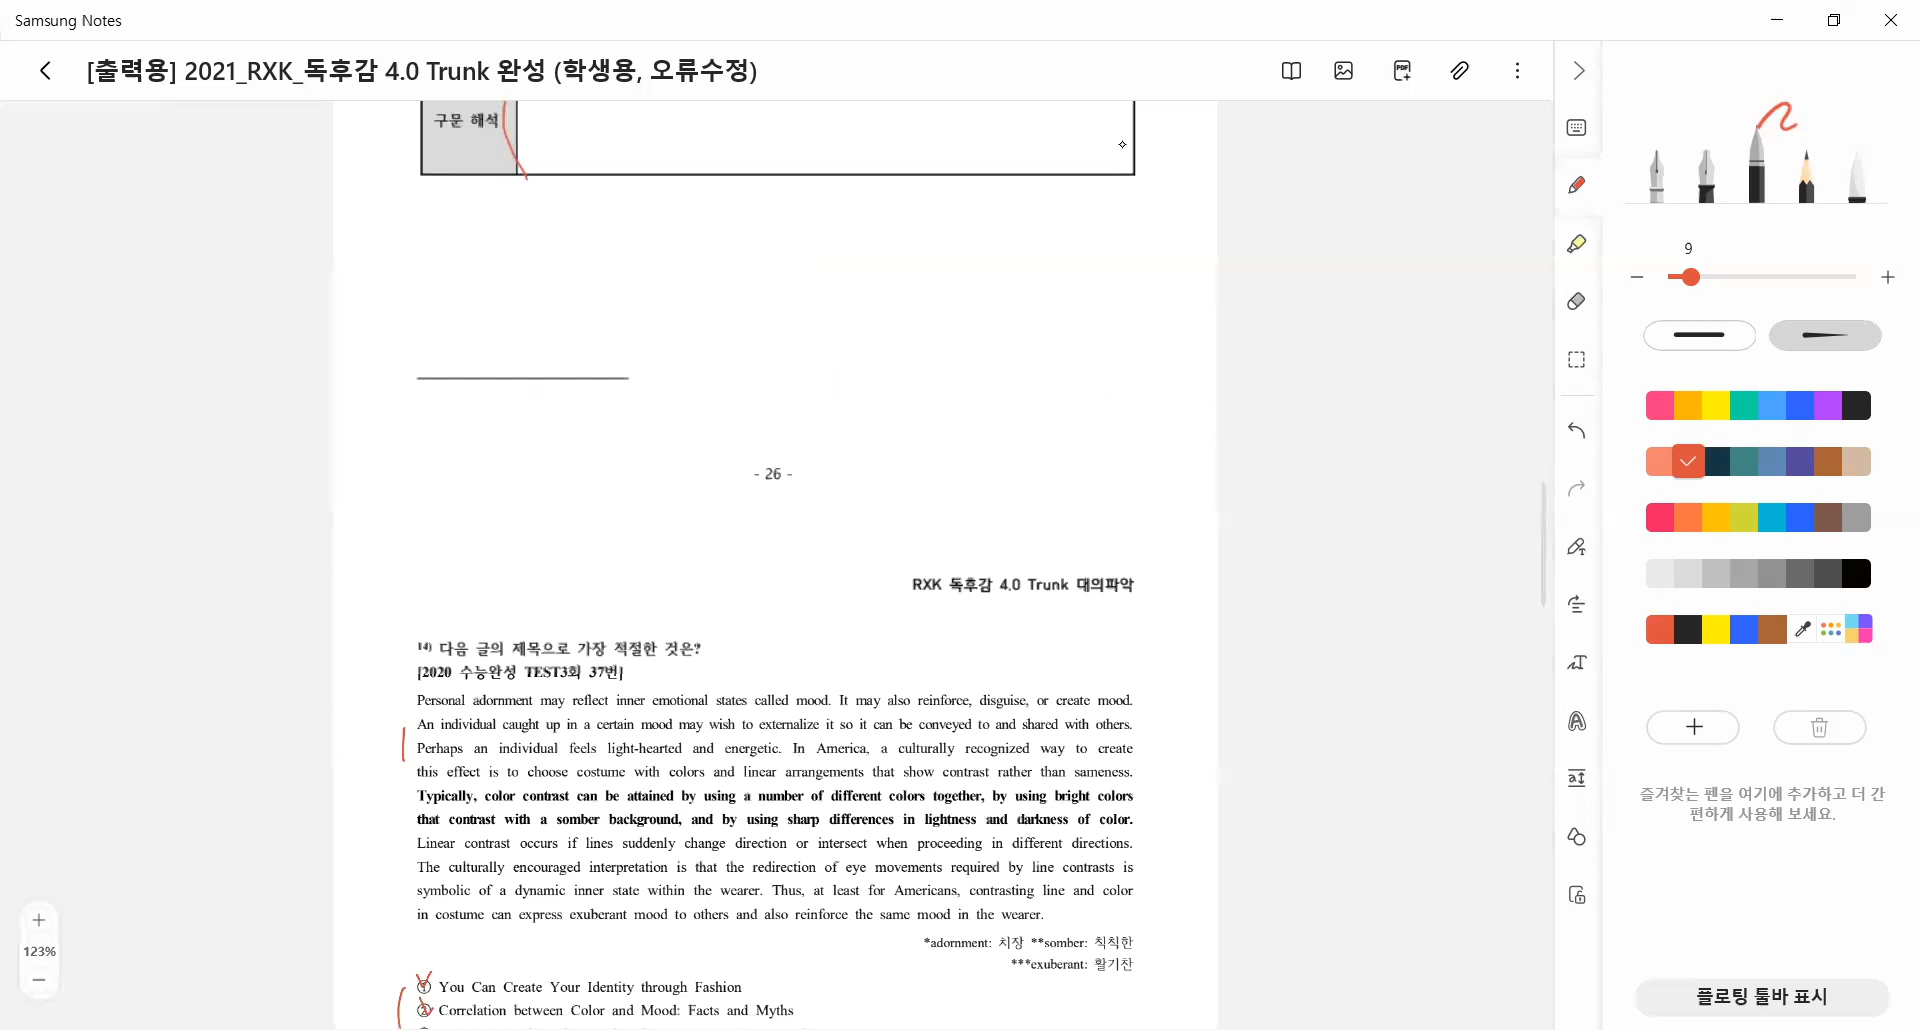 Samsung Notes
[출력용] 2021_RXK_독후감 4.0 Trunk 완성 (학생용, 오류수정)
구문 해석
9
- 26 -
RXK 독후감 4.0 Trunk 대의파악
14) 다음 글의 제목으로 가장 적절한 것은?
[2020 수능완성 TEST3회 37번]
Personal adornment may reflect inner emotional states called mood. It may also reinforce, disguise, or create mood.
An individual caught up in a certain mood may wish to externalize it so it can be conveyed to and shared with others.
Perhaps an individual feels light-hearted and energetic. In America, a culturally recognized way to create
this effect is to choose costume with colors and linear arrangements that show contrast rather than sameness.
Typically, color contrast can be attained by using a number of different colors together, by using bright colors
that contrast with a somber background, and by using sharp differences in lightness and darkness of color.
Linear contrast occurs if lines suddenly change direction or intersect when proceeding in different directions.
The culturally encouraged interpretation is that the redirection of eye movements required by line contrasts is
symbolic of a dynamic inner state within the wearer. Thus, at least for Americans, contrasting line and color
in costume can express exuberant mood to others and also reinforce the same mood in the wearer.
*adornment: 치장 **somber: 칙칙한
***exuberant: 활기찬
① You Can Create Your Identity through Fashion
② Correlation between Color and Mood: Facts and Myths
즐겨찾는 펜을 여기에 추가하고 더 간
편하게 사용해 보세요.
123%
플로팅 툴바 표시